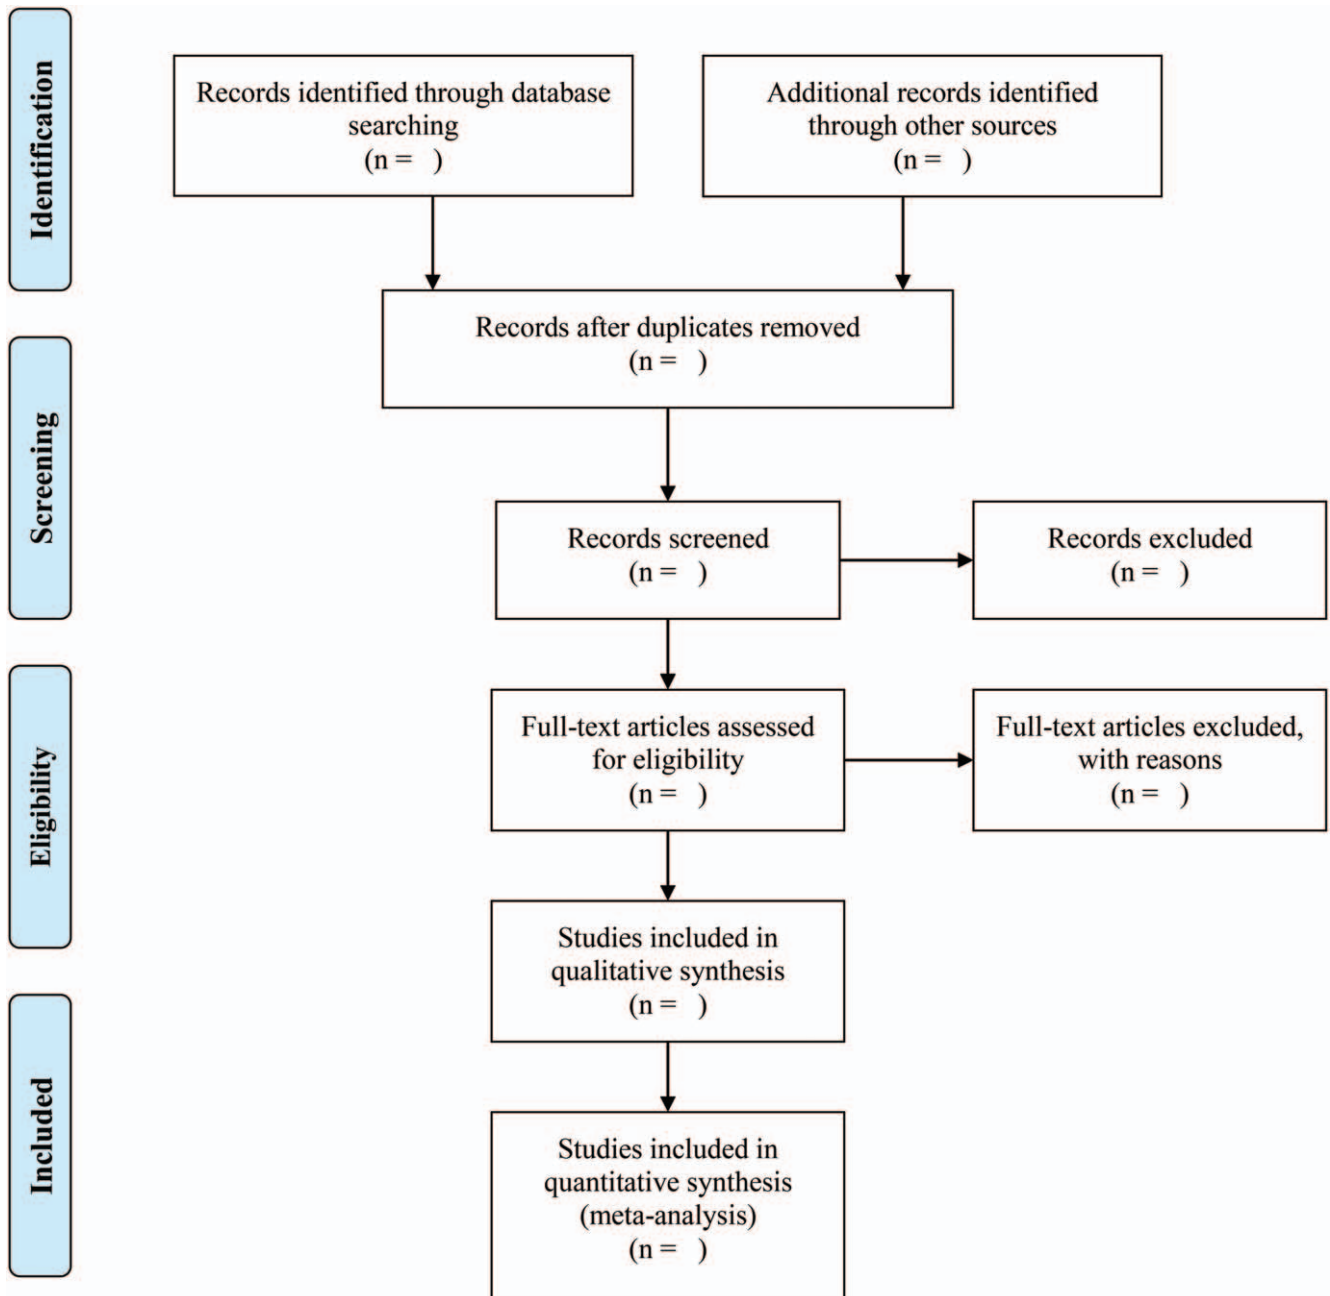 Identification
Records identified through database
searching
(n =   )
Additional records identified
through other sources
(n =   )
Records after duplicates removed
(n =   )
Screening
Records screened
(n =   )
Records excluded
(n =   )
Eligibility
Full-text articles assessed
for eligibility
(n =   )
Full-text articles excluded,
with reasons
(n =   )
Studies included in
qualitative synthesis
(n =   )
Included
Studies included in
quantitative synthesis
(meta-analysis)
(n =   )